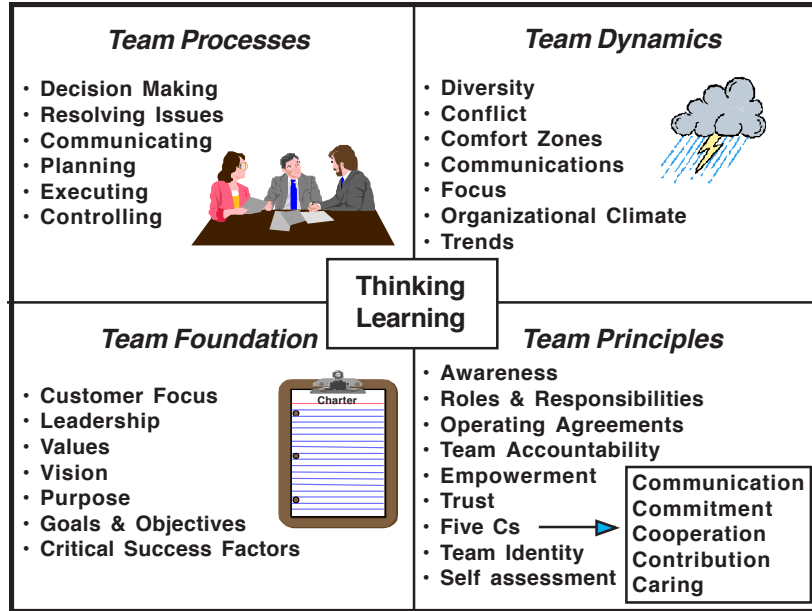 Team Processes
• Decision Making
• Resolving Issues
• Communicating
• Planning
• Executing
• Controlling
Team Dynamics
• Diversity
• Conflict
• Comfort Zones
• Communications
• Focus
• Organizational Climate
• Trends
Thinking
Learning
Team Foundation
• Customer Focus
• Leadership
• Values
• Vision
• Purpose
• Goals & Objectives
• Critical Success Factors
Charter
Team Principles
• Awareness
• Roles & Responsibilities
• Operating Agreements
• Team Accountability
• Empowerment
• Trust
• Five Cs
• Team Identity
• Self assessment
Communication
Commitment
Cooperation
Contribution
Caring